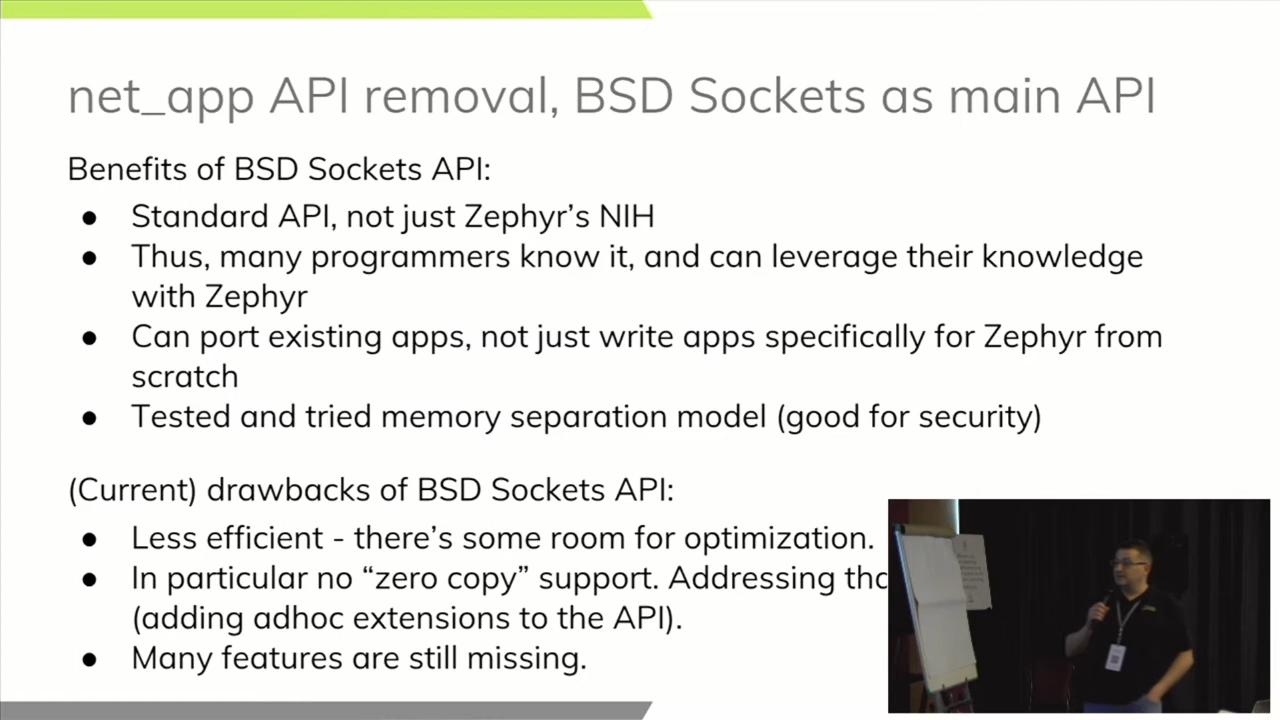 net_app API removal, BSD Sockets as main API
Benefits of BSD Sockets API:
● Standard API, not just Zephyr's NIH
● Thus, many programmers know it, and can leverage their knowledge
with Zephyr
● Can port existing apps, not just write apps specifically for Zephyr from
scratch
● Tested and tried memory separation model (good for security)
(Current) drawbacks of BSD Sockets API:
● Less efficient - there's some room for optimization.
● In particular no “zero copy” support. Addressing
(adding adhoc extensions to the API).
● Many features are still missing.